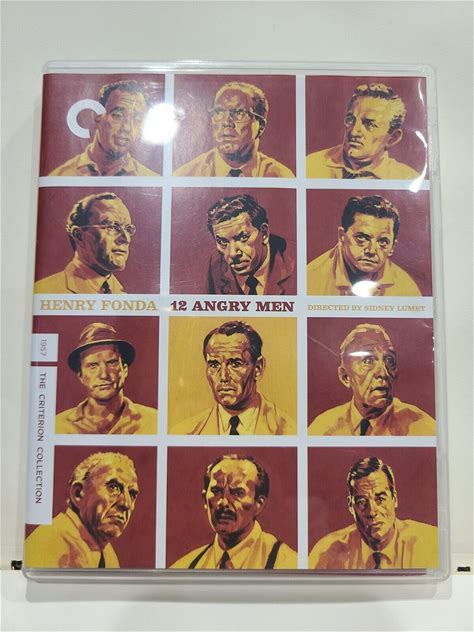 HENRY FONDA 12 ANGRY MEN DIRECTED BY SIDNEY LUMET
1957 THE CRITERION COLLECTION